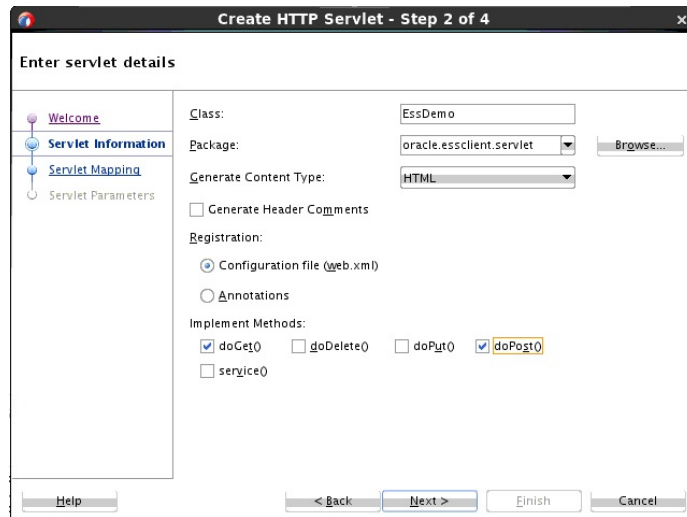 Create HTTP Servlet - Step 2 of 4
Enter servlet details
Welcome
Servlet Information
Servlet Mapping
Servlet Parameters
Class: EssDemo
Package: oracle.essclient.servlet Browse...
Generate Content Type: HTML
Generate Header Comments
Registration:
Configuration file (web.xml)
Annotations
Implement Methods:
doGet() doDelete() doPut() doPost()
service()
Help < Back Next > Finish Cancel